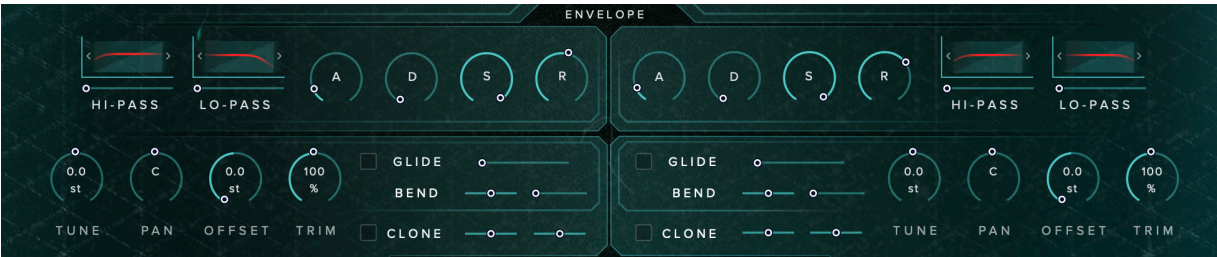 ENVELOPE
A D S R A D S R
HI-PASS LO-PASS HI-PASS LO-PASS
0.0 st C 0.0 st 100 % GLIDE GLIDE 0.0 st C 0.0 st 100 %
BEND BEND
TUNE PAN OFFSET TRIM CLONE CLONE TUNE PAN OFFSET TRIM